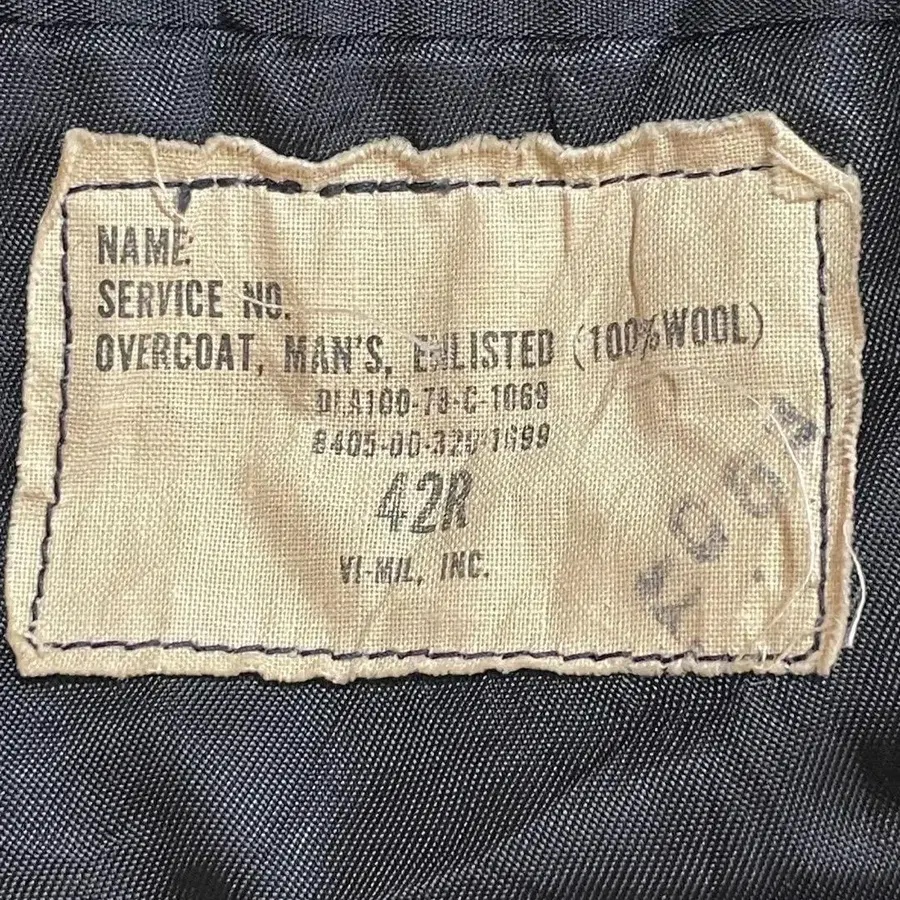 NAME:
SERVICE NO.
OVERCOAT, MAN'S, ENLISTED (100% WOOL)
DLA100-78-C-1069
8405-00-320-1699
42R
VI-MIL, INC.